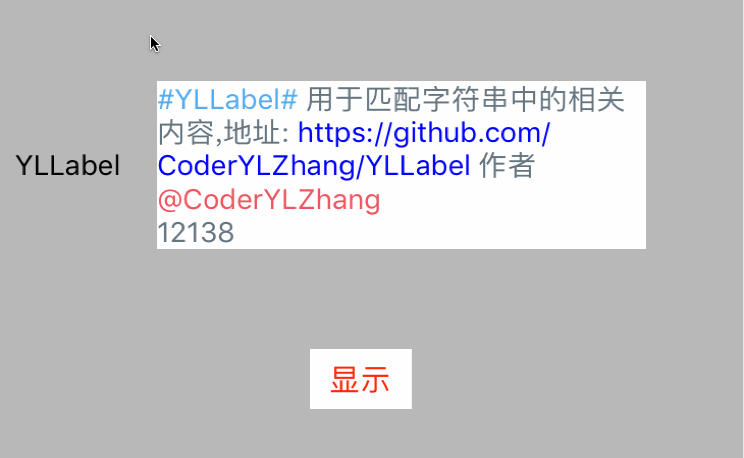 #YLLabel# 用于匹配字符串中的相关
内容,地址: https://github.com/
YLLabel
CoderYLZhang/YLLabel 作者
@CoderYLZhang
12138
显示